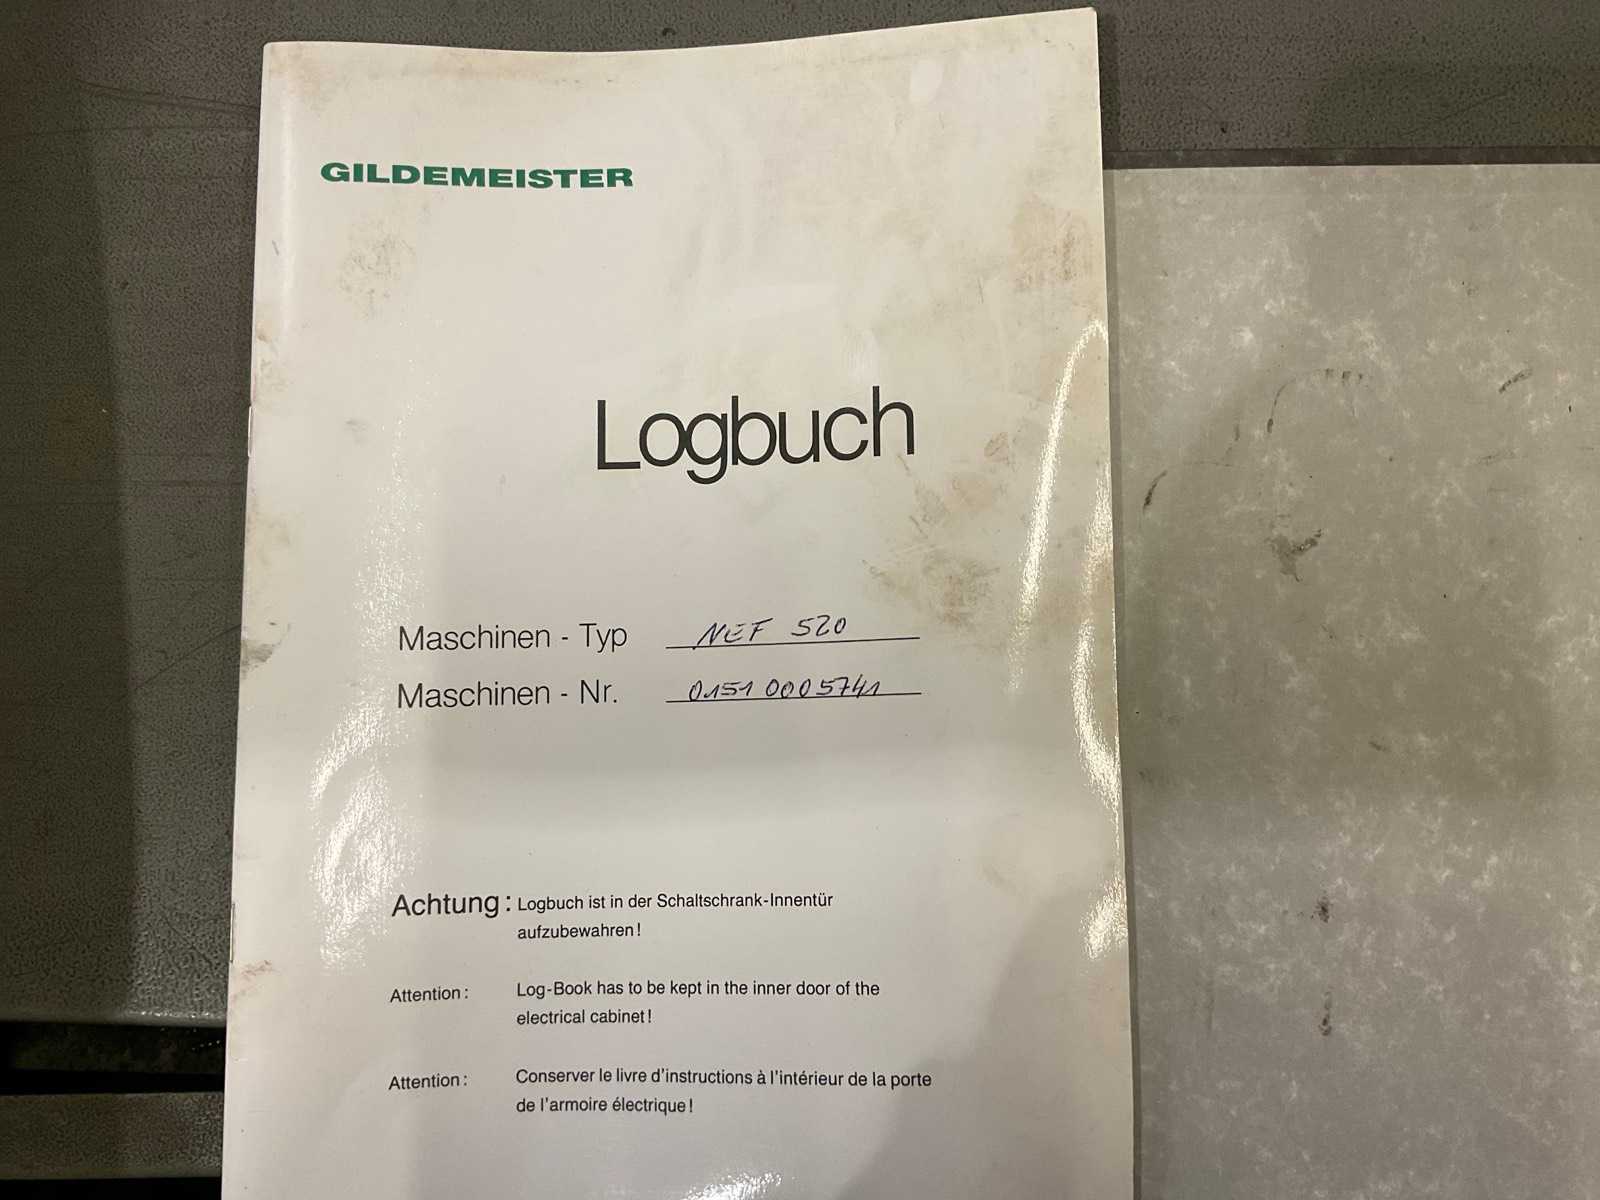 GILDEMEISTER
Logbuch
Maschinen - Typ NEF 520
Maschinen - Nr. 0151 0005741
Achtung: Logbuch ist in der Schaltschrank-Innentür
aufzubewahren!
Attention: Log-Book has to be kept in the inner door of the
electrical cabinet!
Attention: Conserver le livre d'instructions à l'intérieur de la porte
de l'armoire électrique!